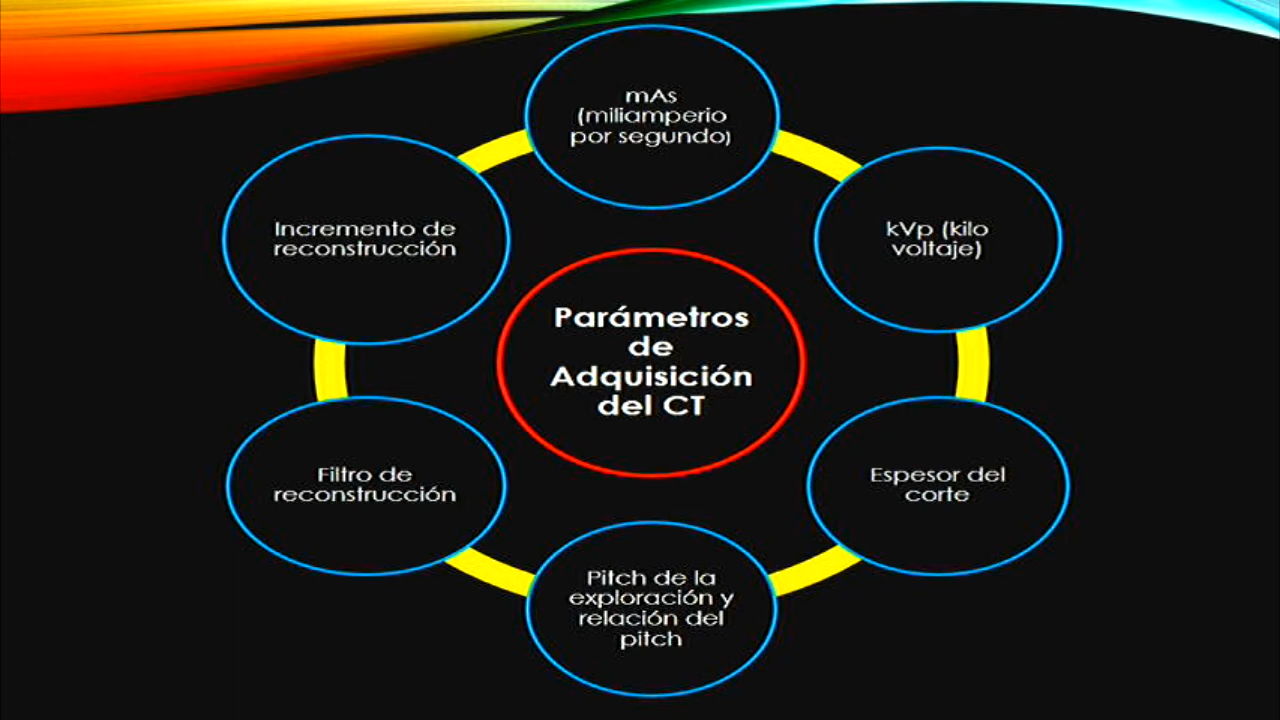 mAs
(miliamperio
por segundo)
kVp (kilo
voltaje)
Espesor del
corte
Pitch de la
exploración y
relación del
pitch
Filtro de
reconstrucción
Incremento de
reconstrucción
Parámetros
de
Adquisición
del CT